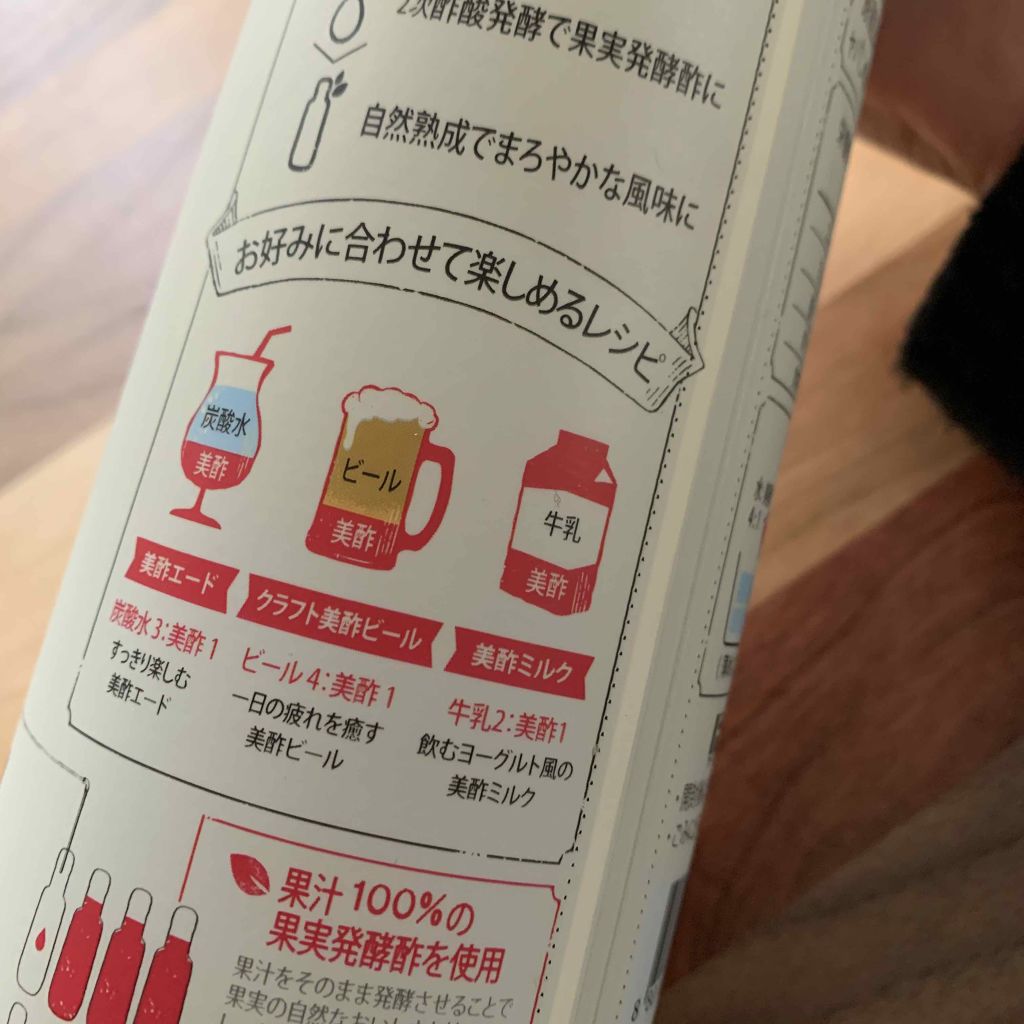 2次酢酸発酵で果実発酵酢に
自然熟成でまろやかな風味に
お好みに合わせて楽しめるレシピ
炭酸水
美酢
ビール
美酢
牛乳
美酢
美酢エード
炭酸水3:美酢1
すっきり楽しむ
美酢エード
クラフト美酢ビール
ビール4:美酢1
一日の疲れを癒す
美酢ビール
美酢ミルク
牛乳2:美酢1
飲むヨーグルト風の
美酢ミルク
果汁100%の
果実発酵酢を使用
果汁をそのまま発酵させることで
果実の自然なおいしさ